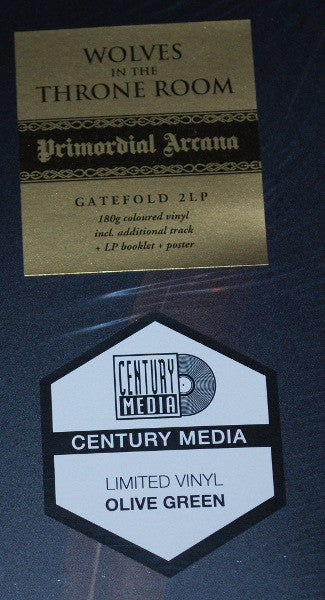 WOLVES
IN THE
THRONE ROOM
Primordial Arcana
GATEFOLD 2LP
180g coloured vinyl
incl. additional track
+ LP booklet + poster
CENTURY
MEDIA
CENTURY MEDIA
LIMITED VINYL
OLIVE GREEN